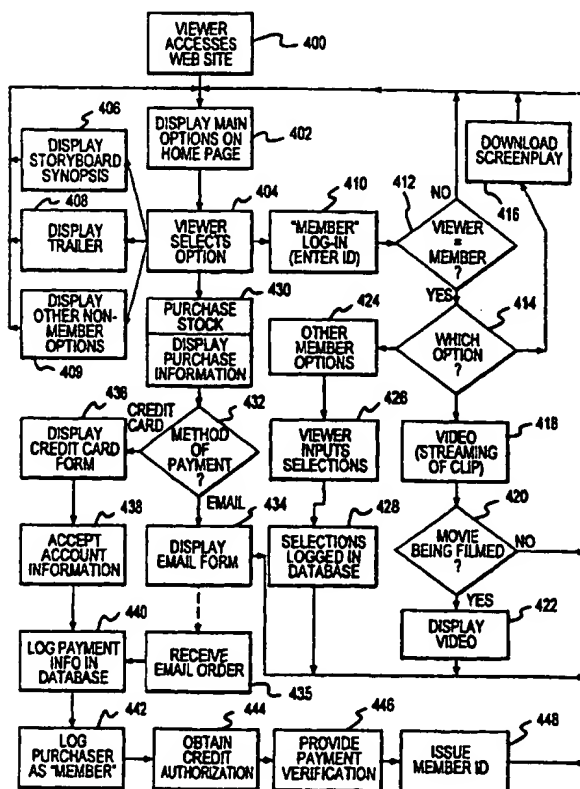 VIEWER
ACCESSES
WEB SITE
400
406
DISPLAY
STORYBOARD
SYNOPSIS
DISPLAY MAIN
OPTIONS ON
HOME PAGE
402
DOWNLOAD
SCREENPLAY
416
408
DISPLAY
TRAILER
404
VIEWER
SELECTS
OPTION
410
"MEMBER"
LOG-IN
(ENTER ID)
412
NO
VIEWER
=
MEMBER
?
YES
DISPLAY
OTHER NON-
MEMBER
OPTIONS
409
430
PURCHASE
STOCK
DISPLAY
PURCHASE
INFORMATION
424
OTHER
MEMBER
OPTIONS
414
WHICH
OPTION
?
436
CREDIT
CARD
DISPLAY
CREDIT CARD
FORM
432
METHOD
OF
PAYMENT
?
EMAIL
426
VIEWER
INPUTS
SELECTIONS
418
VIDEO
(STREAMING
OF CLIP)
438
ACCEPT
ACCOUNT
INFORMATION
434
DISPLAY
EMAIL FORM
428
SELECTIONS
LOGGED IN
DATABASE
420
MOVIE
BEING FILMED
?
NO
YES
422
DISPLAY
VIDEO
440
LOG PAYMENT
INFO IN
DATABASE
RECEIVE
EMAIL ORDER
435
442
LOG
PURCHASER
AS "MEMBER"
444
OBTAIN
CREDIT
AUTHORIZATION
446
PROVIDE
PAYMENT
VERIFICATION
448
ISSUE
MEMBER ID